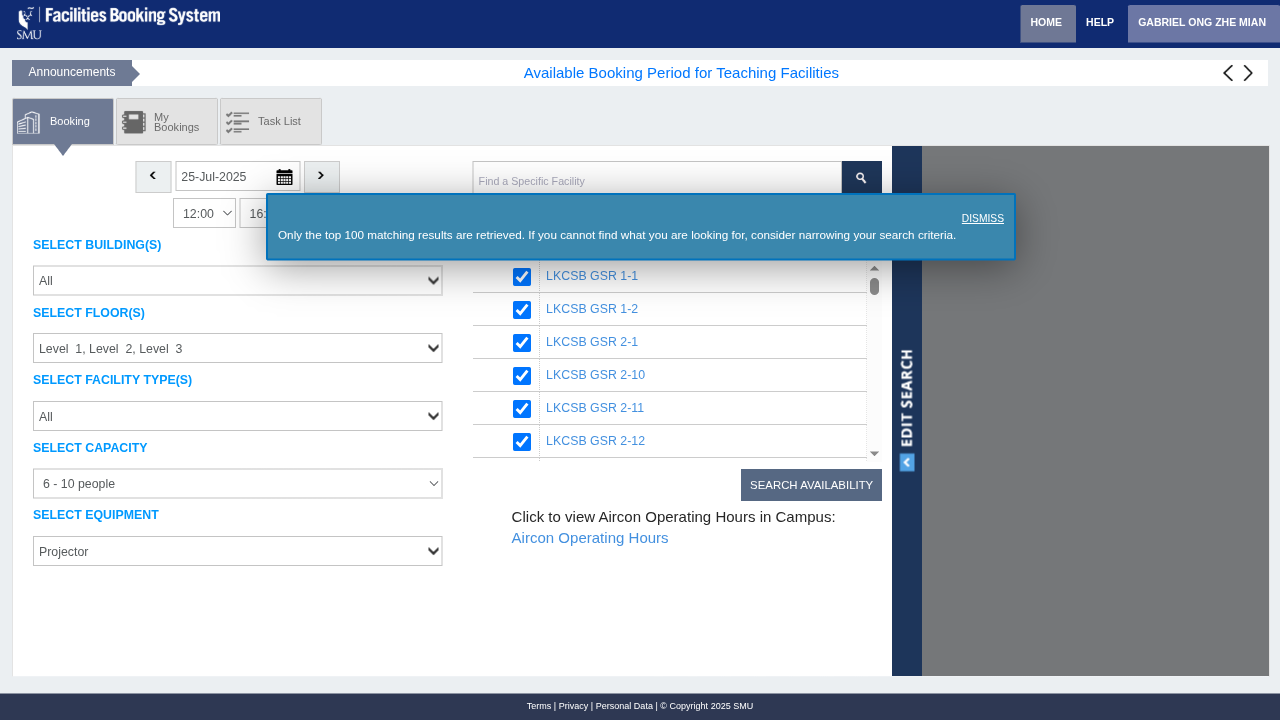 SMU
Facilities Booking System
HOME
HELP
GABRIEL ONG ZHE MIAN
Announcements
Available Booking Period for Teaching Facilities
Booking
My
Bookings
Task List
25-Jul-2025
Find a Specific Facility
12:00
16:
DISMISS
Only the top 100 matching results are retrieved. If you cannot find what you are looking for, consider narrowing your search criteria.
SELECT BUILDING(S)
All
SELECT FLOOR(S)
Level 1, Level 2, Level 3
SELECT FACILITY TYPE(S)
All
SELECT CAPACITY
6 - 10 people
SELECT EQUIPMENT
Projector
LKCSB GSR 1-1
LKCSB GSR 1-2
LKCSB GSR 2-1
LKCSB GSR 2-10
LKCSB GSR 2-11
LKCSB GSR 2-12
SEARCH AVAILABILITY
Click to view Aircon Operating Hours in Campus:
Aircon Operating Hours
EDIT SEARCH
Terms | Privacy | Personal Data | © Copyright 2025 SMU